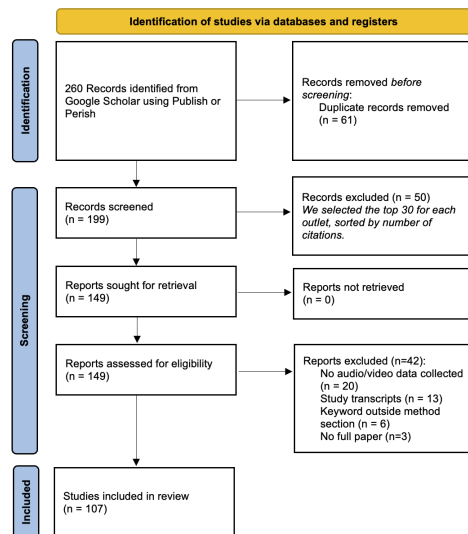 Identification of studies via databases and registers
Identification
260 Records identified from
Google Scholar using Publish or
Perish
Records removed before
screening:
Duplicate records removed
(n = 61)
Screening
Records screened
(n = 199)
Records excluded (n = 50)
We selected the top 30 for each
outlet, sorted by number of
citations.
Reports sought for retrieval
(n = 149)
Reports not retrieved
(n = 0)
Reports assessed for eligibility
(n = 149)
Reports excluded (n=42):
No audio/video data collected
(n = 20)
Study transcripts (n = 13)
Keyword outside method
section (n = 6)
No full paper (n=3)
Included
Studies included in review
(n = 107)